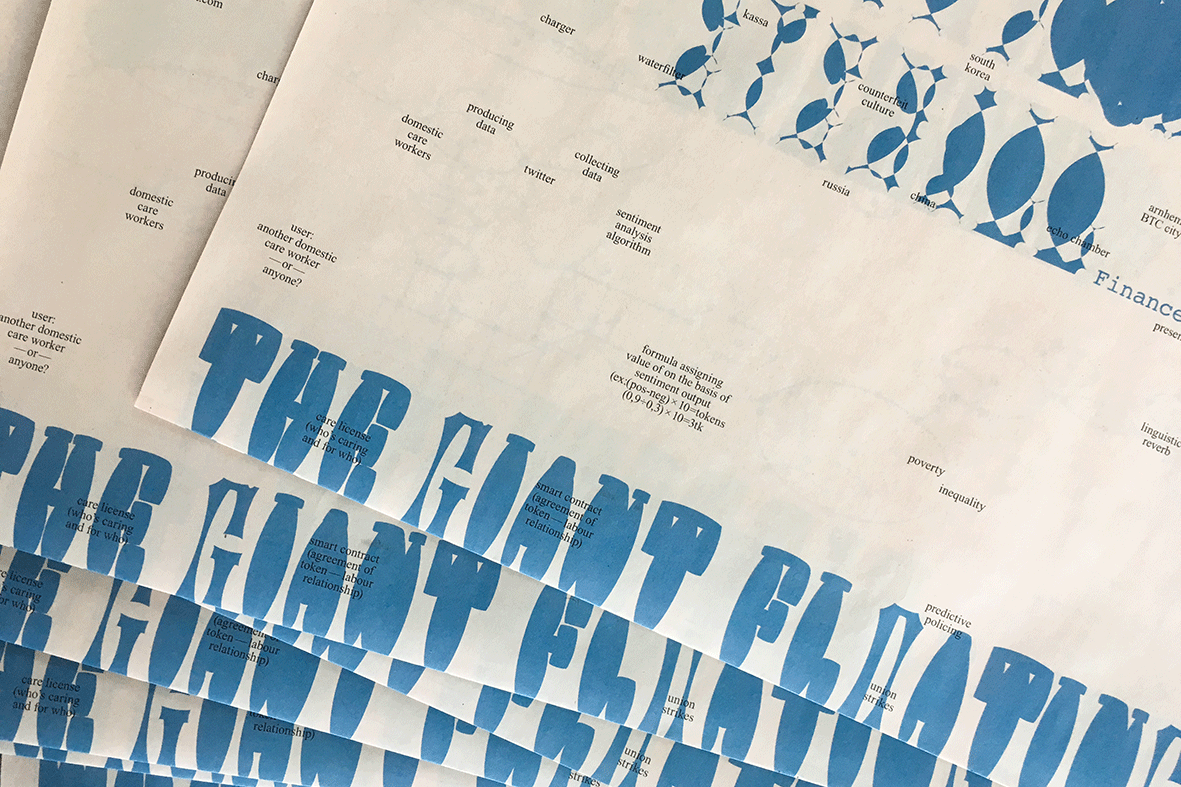 .com
charger
kassa
waterfilter
south
korea
counterfeit
culture
producing
data
domestic
care
workers
twitter
collecting
data
russia
china
sentiment
analysis
algorithm
echo chamber
arnhem
BTC city
Finance
user:
another domestic
care worker
—or—
anyone?
formula assigning
value of on the basis of
sentiment output
(ex:(pos-neg) × 10=tokens
(0,9÷0,3) × 10=3tk
linguistic
reverb
poverty
inequality
THE GIANT FLOATING
care license
(who's caring
and for who)
smart contract
(agreement of
token — labour
relationship)
predictive
policing
union
strikes
domestic
care
workers
data
user:
another domestic
care worker
—or—
anyone?
THE GIANT
care license
(who's caring
and for who)
smart contract
(agreement of
token — labour
relationship)
union
strikes
care license
(who's caring
and for who)
token — labour
relationship)
union
strikes
care license
(who's caring
and for who)
relationship)
strikes